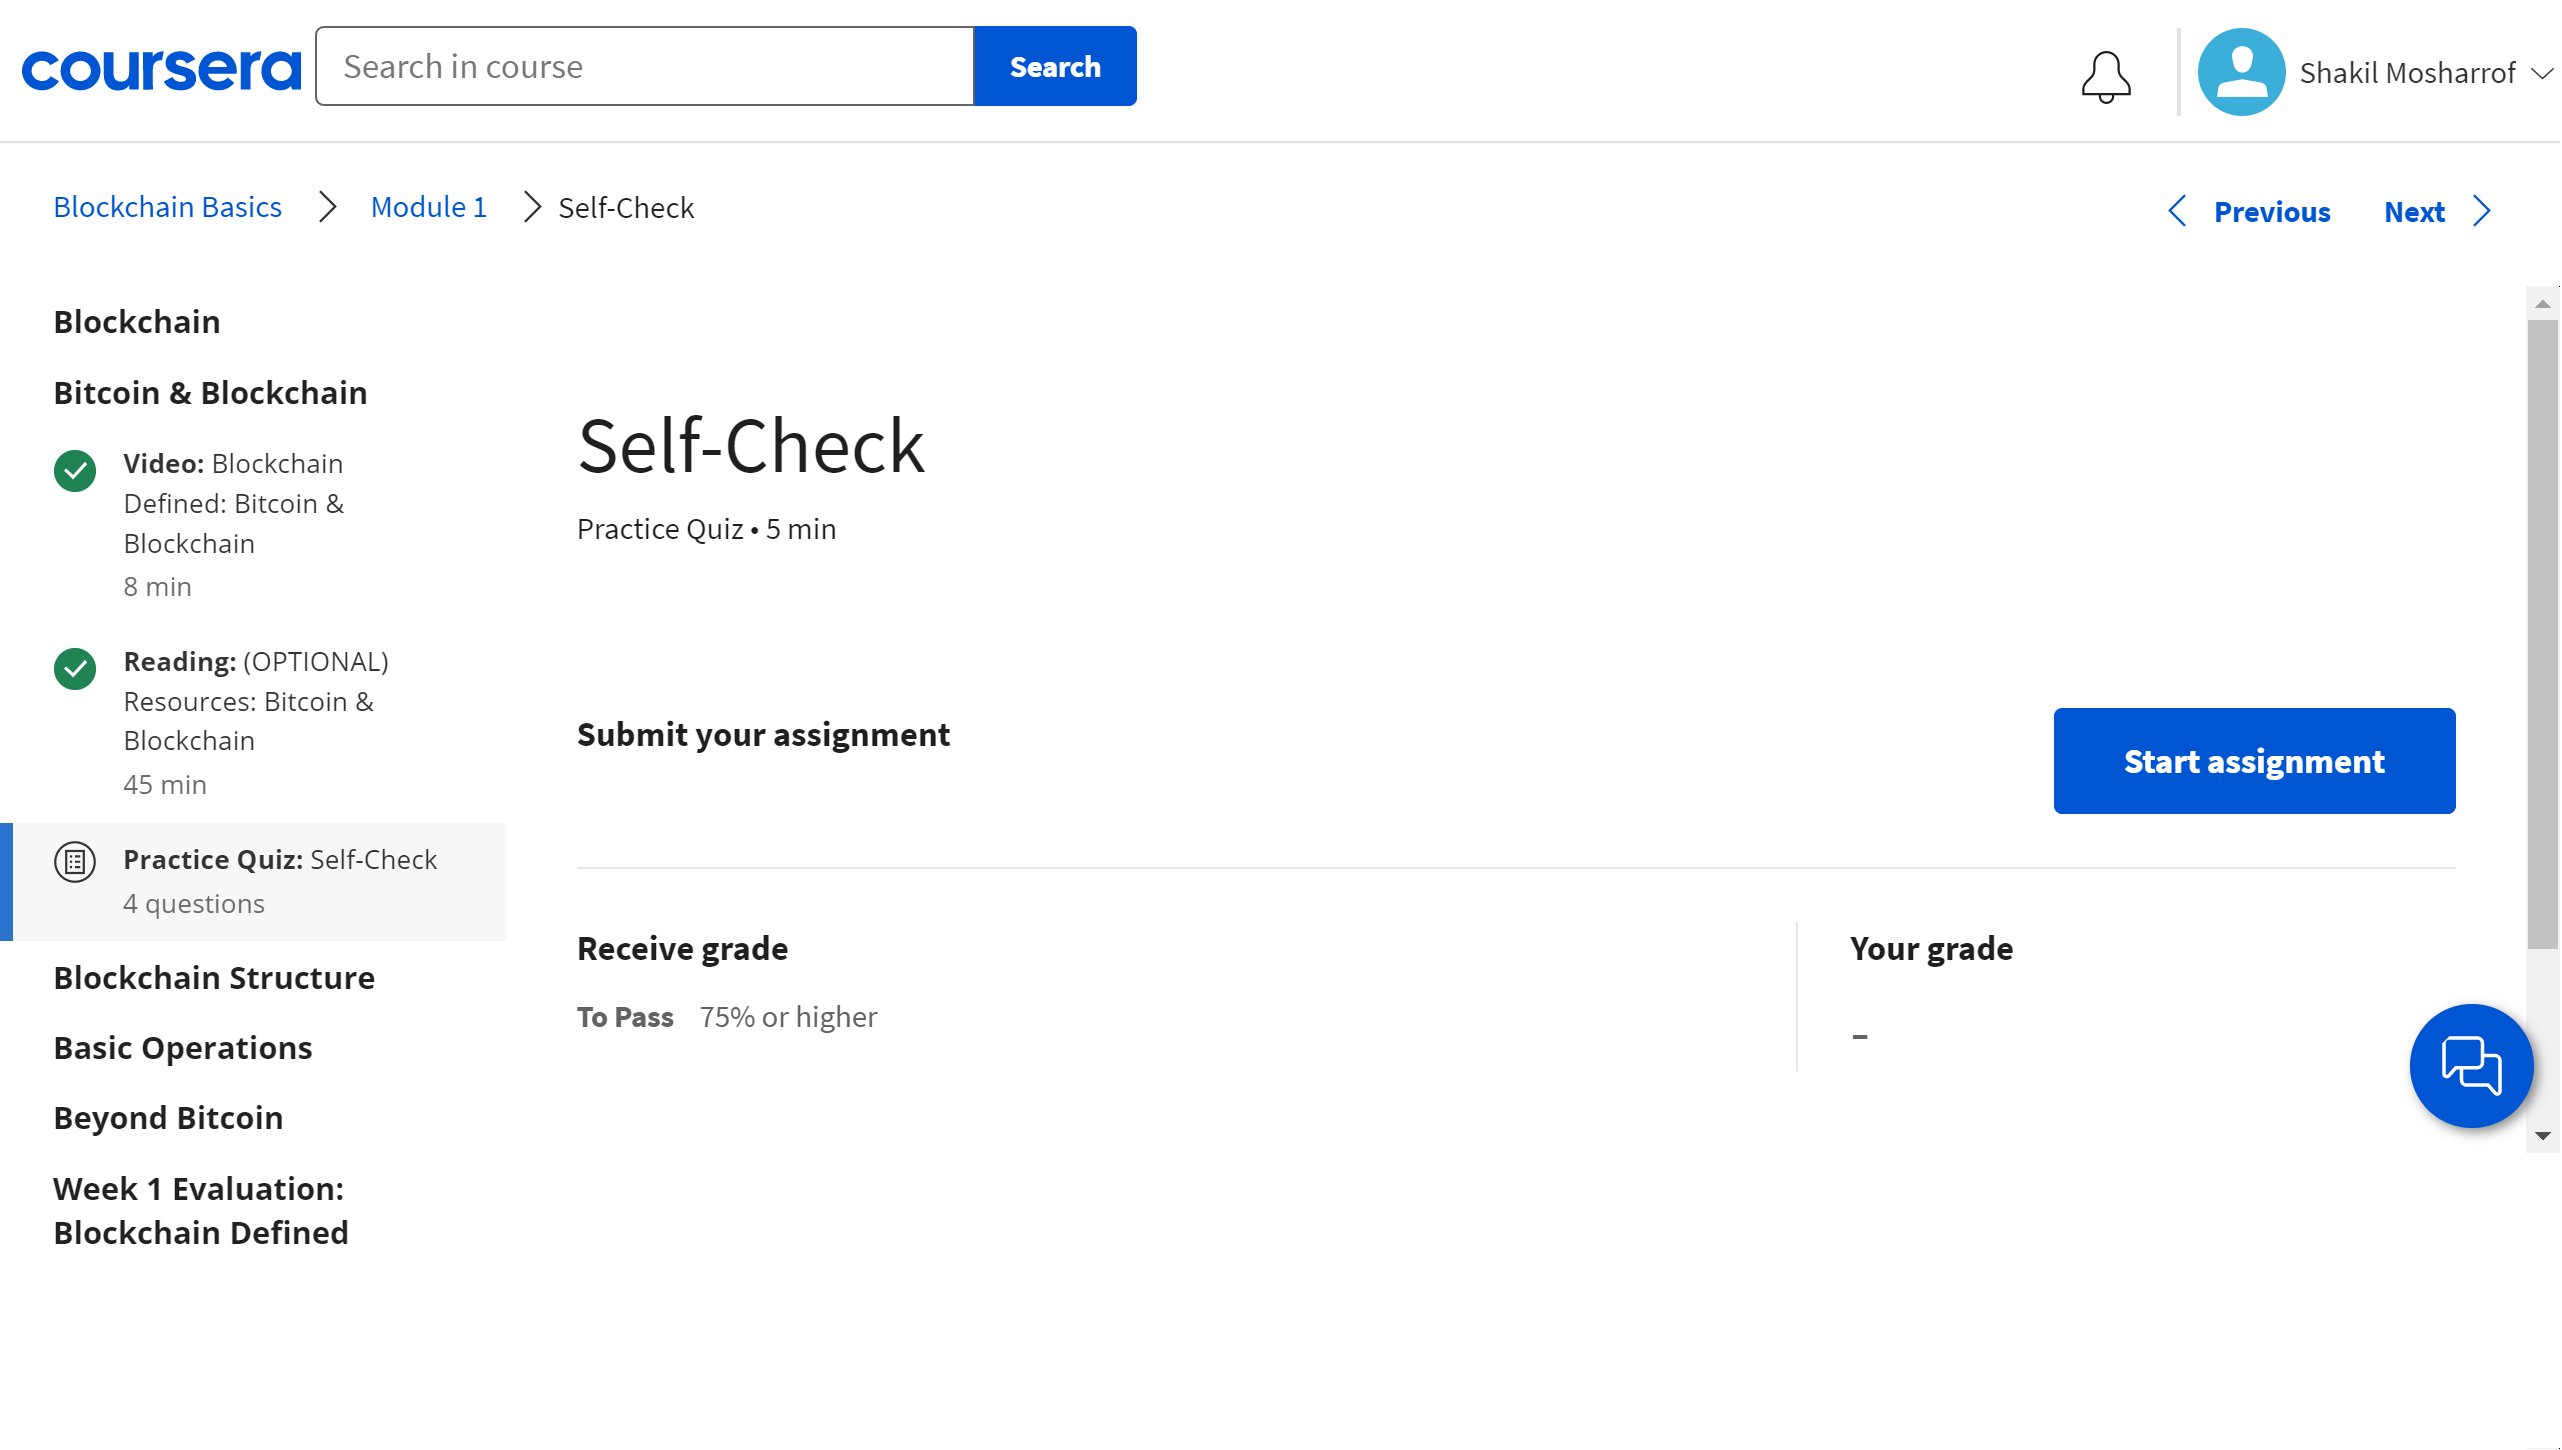 coursera
Search in course
Search
Shakil Mosharrof
Blockchain Basics
Module 1
Self-Check
Previous
Next
Blockchain
Bitcoin & Blockchain
Video: Blockchain
Defined: Bitcoin &
Blockchain
8 min
Reading: (OPTIONAL)
Resources: Bitcoin &
Blockchain
45 min
Practice Quiz: Self-Check
4 questions
Blockchain Structure
Basic Operations
Beyond Bitcoin
Week 1 Evaluation:
Blockchain Defined
Self-Check
Practice Quiz • 5 min
Submit your assignment
Start assignment
Receive grade
To Pass 75% or higher
Your grade
–